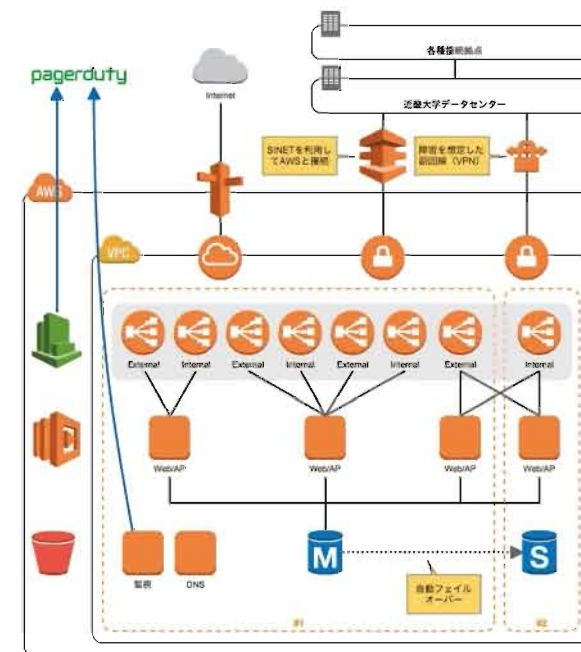 各種接続拠点
pagerduty
Internet
近畿大学データセンター
SINETを利用し
てAWSと接続
障害を想定した
副回線（VPN）
AWS
VPC
External
Internal
External
Internal
External
Internal
External
Internal
Web/AP
Web/AP
Web/AP
Web/AP
M
S
監視
DNS
自動フェイル
オーバー
#1
#2